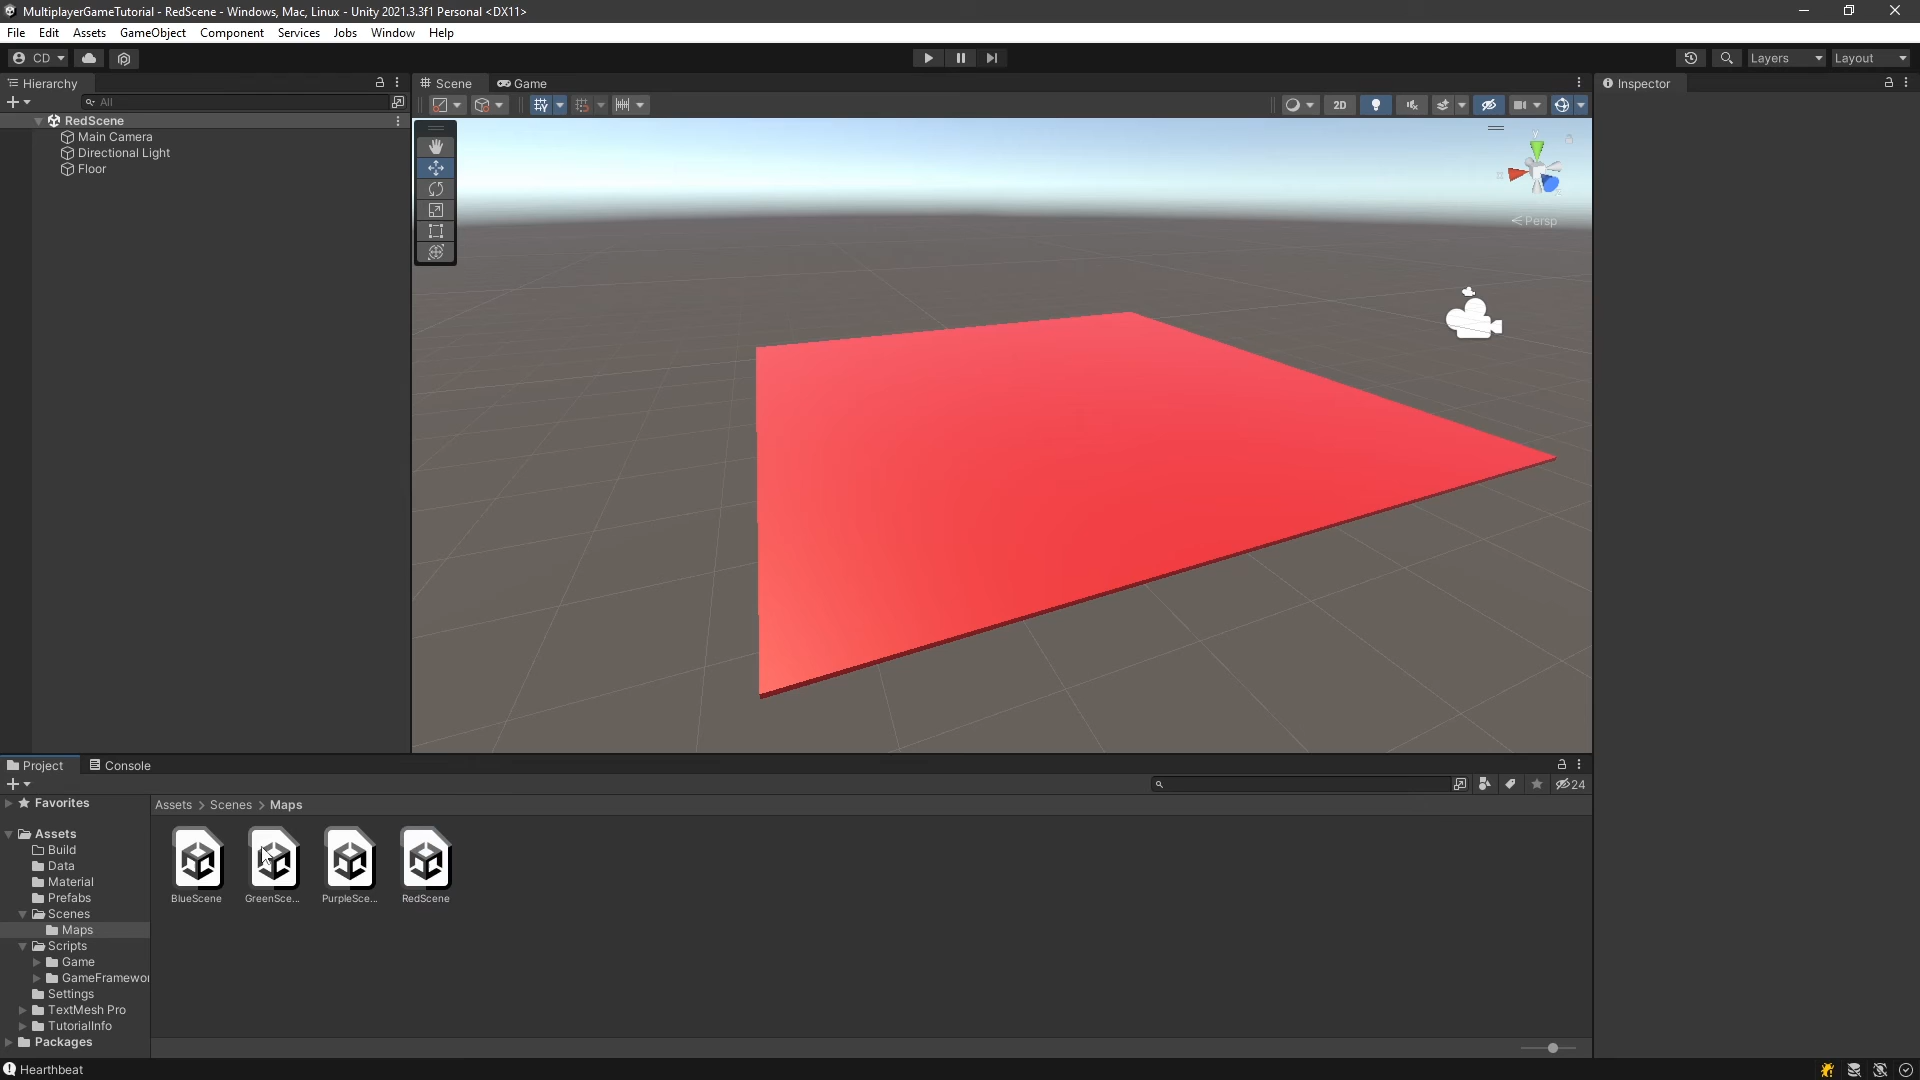 MultiplayerGameTutorial - RedScene - Windows, Mac, Linux - Unity 2021.3.3f1 Personal <DX11>
File Edit Assets GameObject Component Services Jobs Window Help
CD Layers Layout
Hierarchy Scene Game Inspector
All 2D
RedScene
Main Camera
Directional Light
Floor
y
Persp
Project Console
24
Favorites
Assets > Scenes > Maps
Assets
Build
Data
Material
Prefabs
Scenes
Maps
Scripts
Game
GameFramewor
Settings
TextMesh Pro
TutorialInfo
Packages
BlueScene GreenSce... PurpleSce... RedScene
Hearthbeat